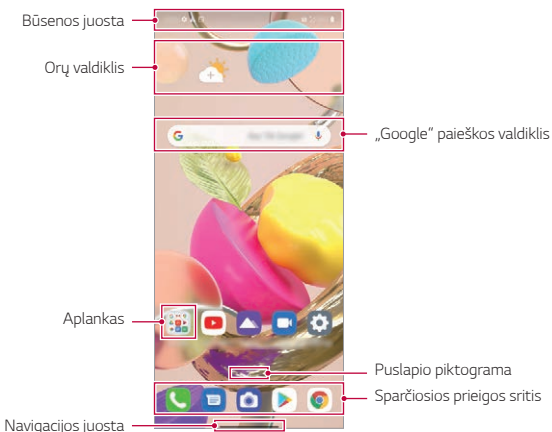 Būsenos juosta
Orų valdiklis
„Google“ paieškos valdiklis
Aplankas
Puslapio piktograma
Sparčiosios prieigos sritis
Navigacijos juosta